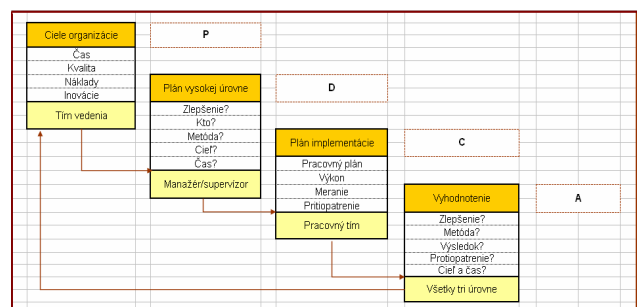 Ciele organizácie
P
Čas
Kvalita
Náklady
Inovácie
Tím vedenia
Plán vysokej úrovne
D
Zlepšenie?
Kto?
Metóda?
Cieľ?
Čas?
Manažér/supervízor
Plán implementácie
C
Pracovný plán
Výkon
Meranie
Pritiopatrenie
Pracovný tím
Vyhodnotenie
A
Zlepšenie?
Metóda?
Výsledok?
Protiopatrenie?
Cieľ a čas?
Všetky tri úrovne